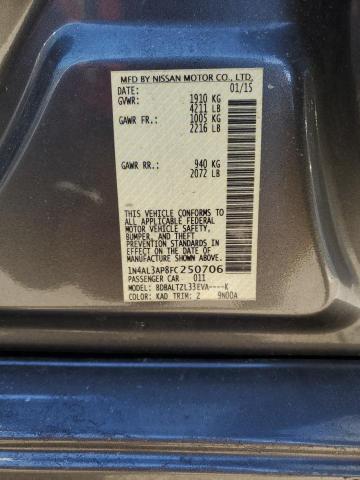 MFD BY NISSAN MOTOR CO., LTD.
DATE: 01/15
GVWR: 1910 KG
4211 LB
GAWR FR.: 1005 KG
2216 LB
GAWR RR.: 940 KG
2072 LB
THIS VEHICLE CONFORMS TO ALL
APPLICABLE FEDERAL MOTOR VEHICLE SAFETY,
BUMPER, AND THEFT PREVENTION
STANDARDS IN EFFECT ON THE DATE OF
MANUFACTURE SHOWN ABOVE.
1N4AL3AP8FC250706
PASSENGER CAR 011
MODEL: BDBALTZL33EVA----K
COLOR: KAD TRIM: Z 9N00A